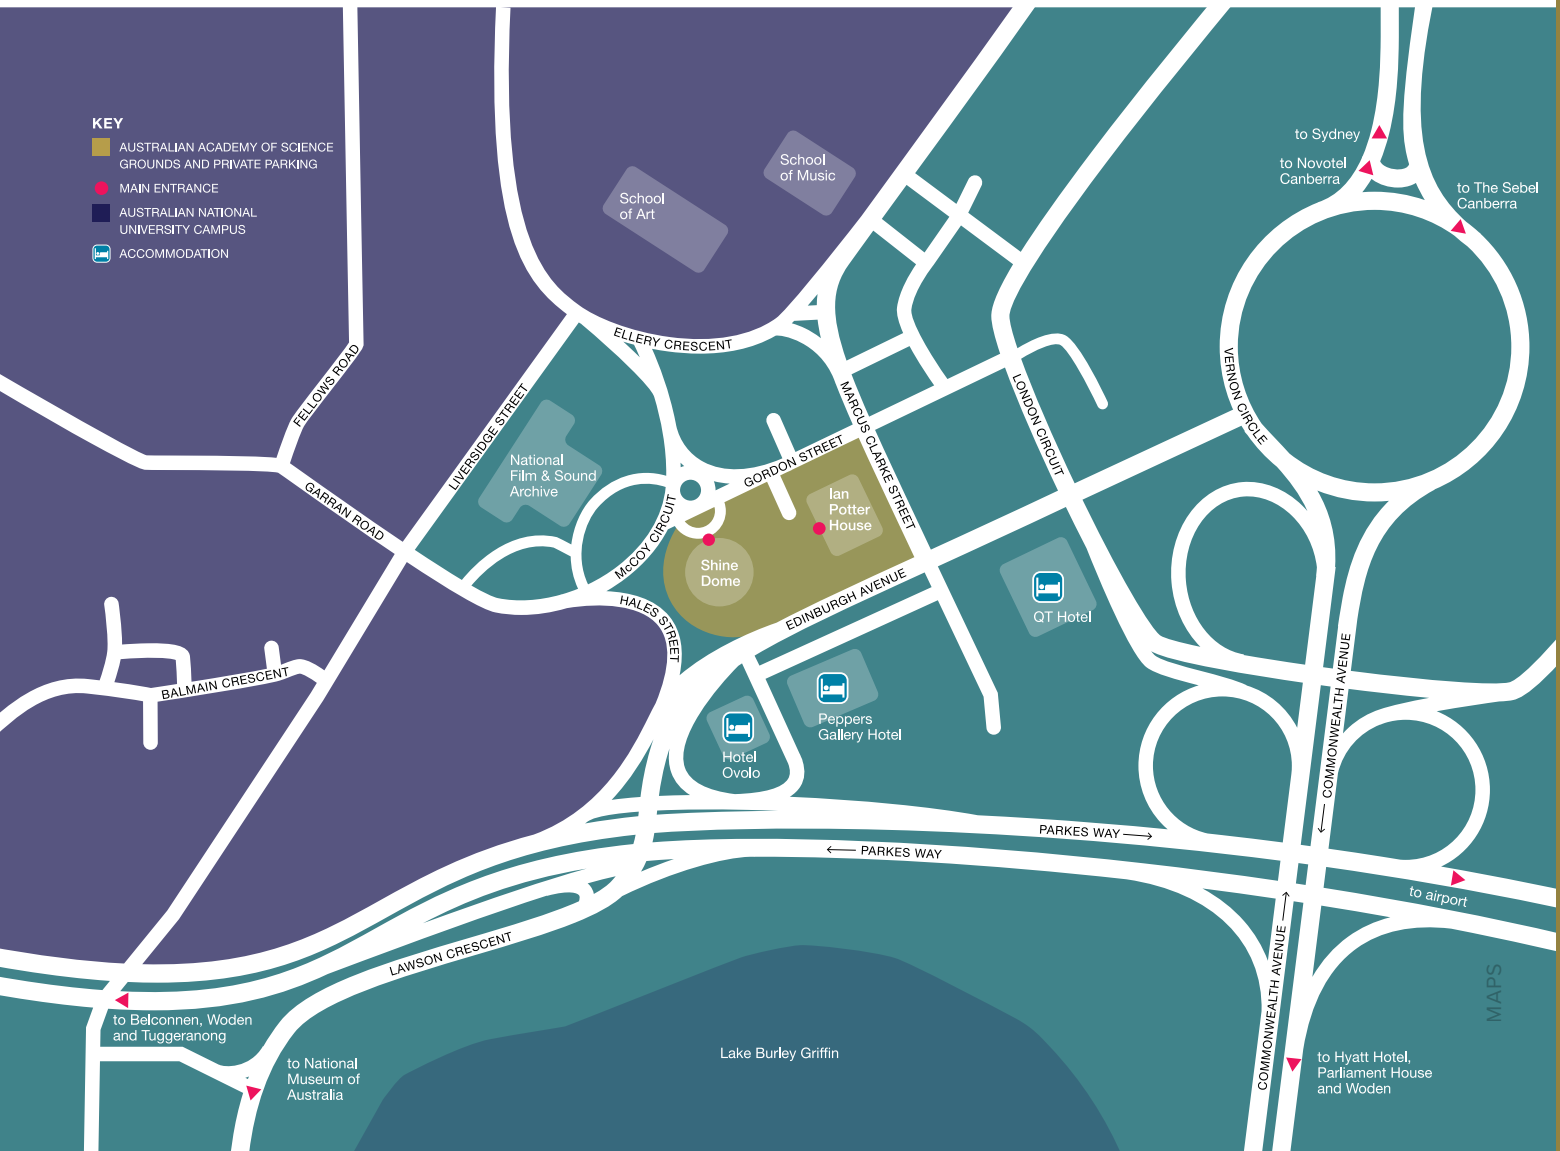 KEY
AUSTRALIAN ACADEMY OF SCIENCE
GROUNDS AND PRIVATE PARKING
MAIN ENTRANCE
AUSTRALIAN NATIONAL
UNIVERSITY CAMPUS
ACCOMMODATION
School
of Music
School
of Art
to Sydney
to Novotel
Canberra
to The Sebel
Canberra
ELLERY CRESCENT
FELLOWS ROAD
LIVERSIDGE STREET
MARCUS CLARKE STREET
LONDON CIRCUIT
VERNON CIRCLE
National
Film & Sound
Archive
GORDON STREET
GARRAN ROAD
McCOY CIRCUIT
Ian
Potter
House
Shine
Dome
HALES STREET
EDINBURGH AVENUE
QT Hotel
BALMAIN CRESCENT
Peppers
Gallery Hotel
Hotel
Ovolo
COMMONWEALTH AVENUE
PARKES WAY
PARKES WAY
to airport
LAWSON CRESCENT
COMMONWEALTH AVENUE
MAPS
to Belconnen, Woden
and Tuggeranong
to National
Museum of
Australia
Lake Burley Griffin
to Hyatt Hotel,
Parliament House
and Woden